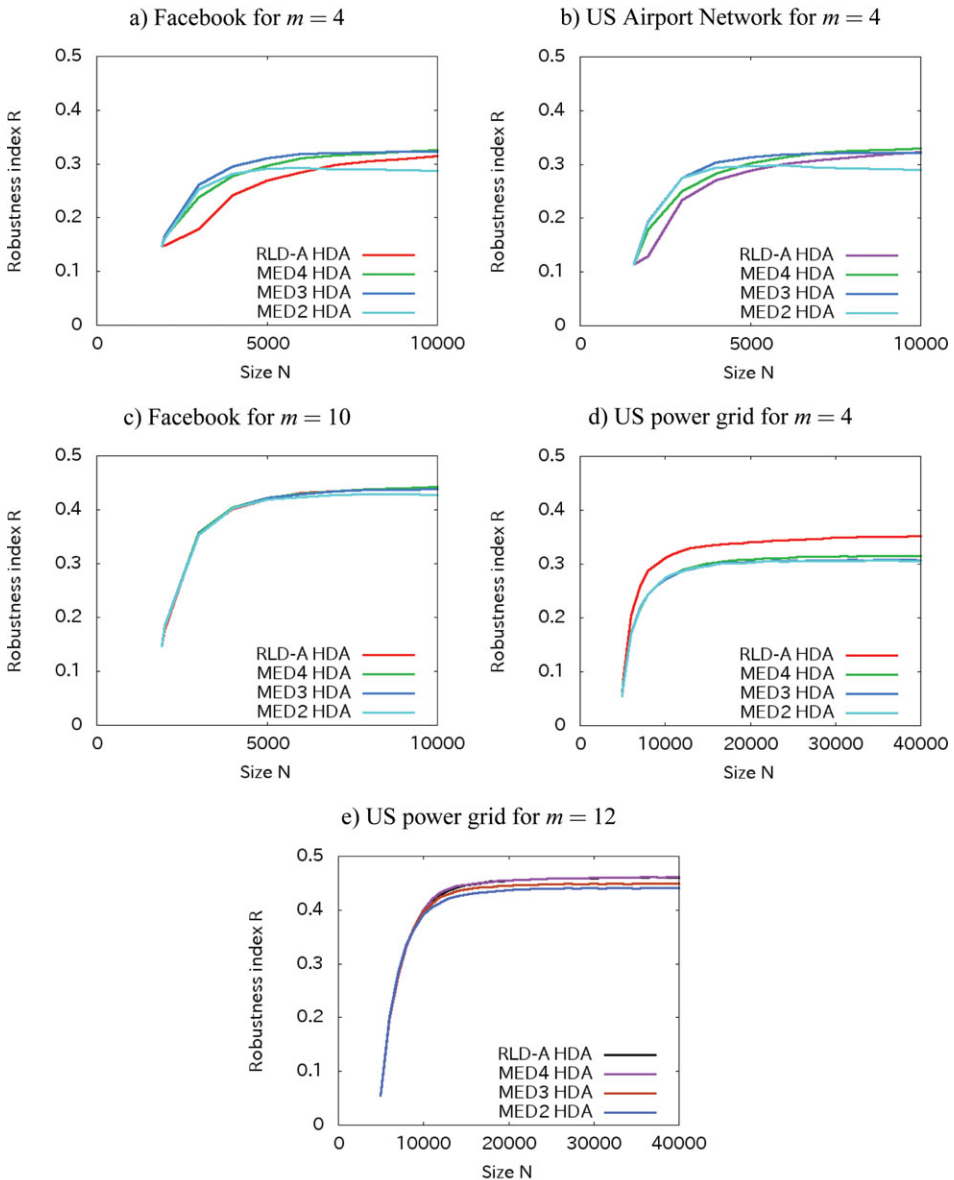 a) Facebook for m = 4
b) US Airport Network for m = 4
0.5
0.4
0.3
0.2
0.1
0
Robustness index R
RLD-A HDA
MED4 HDA
MED3 HDA
MED2 HDA
0 5000 10000
Size N
0.5
0.4
0.3
0.2
0.1
0
Robustness index R
RLD-A HDA
MED4 HDA
MED3 HDA
MED2 HDA
0 5000 10000
Size N
c) Facebook for m = 10
d) US power grid for m = 4
0.5
0.4
0.3
0.2
0.1
0
Robustness index R
RLD-A HDA
MED4 HDA
MED3 HDA
MED2 HDA
0 5000 10000
Size N
0.5
0.4
0.3
0.2
0.1
0
Robustness index R
RLD-A HDA
MED4 HDA
MED3 HDA
MED2 HDA
0 10000 20000 30000 40000
Size N
e) US power grid for m = 12
0.5
0.4
0.3
0.2
0.1
0
Robustness index R
RLD-A HDA
MED4 HDA
MED3 HDA
MED2 HDA
0 10000 20000 30000 40000
Size N